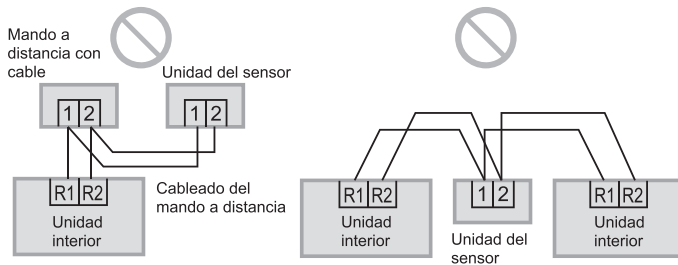 Mando a
distancia con
cable
Unidad del sensor
1 2
1 2
R1 R2
Unidad
interior
Cableado del
mando a distancia
R1 R2
Unidad
interior
1 2
Unidad del
sensor
R1 R2
Unidad
interior